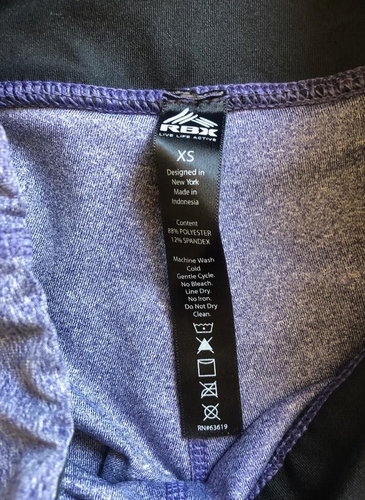 RBX
LIVE LIFE ACTIVE
XS
Designed in
New York
Made in
Indonesia
Content
88% POLYESTER
12% SPANDEX
Machine Wash
Cold
Gentle Cycle.
No Bleach.
Line Dry.
No Iron.
Do Not Dry
Clean.
RN#63619